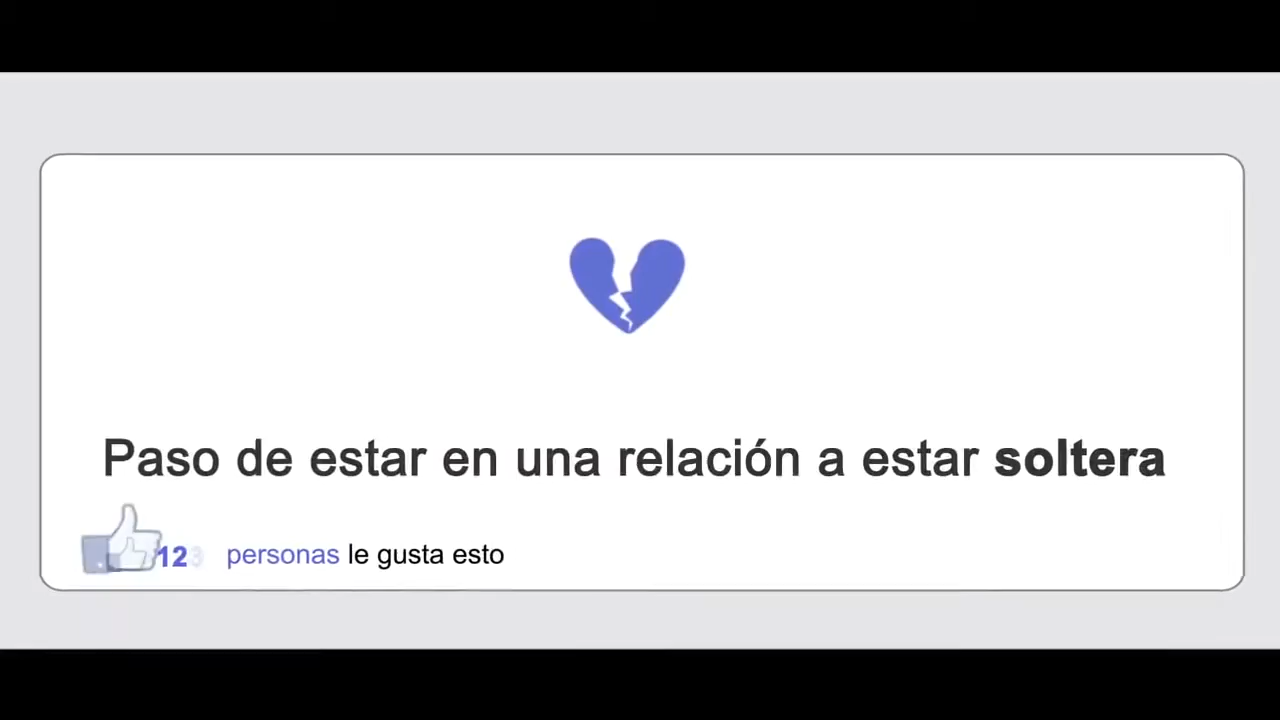 Paso de estar en una relación a estar soltera
personas le gusta esto